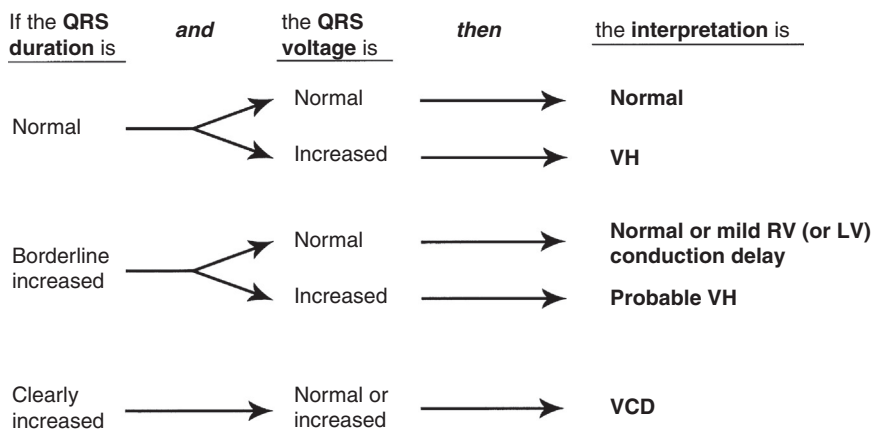 If the QRS duration is
and
the QRS voltage is
then
the interpretation is
Normal
Normal
Normal
Increased
VH
Borderline increased
Normal
Normal or mild RV (or LV) conduction delay
Increased
Probable VH
Clearly increased
Normal or increased
VCD